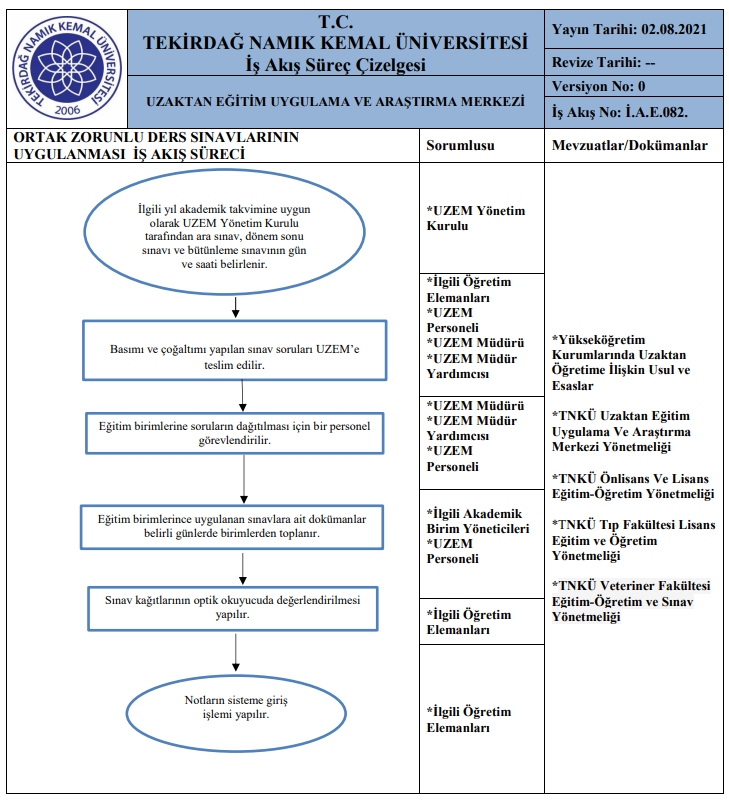 TEKİRDAĞ NAMIK KEMAL ÜNİVERSİTESİ
2006
T.C.
TEKİRDAĞ NAMIK KEMAL ÜNİVERSİTESİ
İş Akış Süreç Çizelgesi
UZAKTAN EĞİTİM UYGULAMA VE ARAŞTIRMA MERKEZİ
Yayın Tarihi: 02.08.2021
Revize Tarihi: --
Versiyon No: 0
İş Akış No: İ.A.E.082.
ORTAK ZORUNLU DERS SINAVLARININ
UYGULANMASI İŞ AKIŞ SÜRECİ
Sorumlusu
Mevzuatlar/Dokümanlar
İlgili yıl akademik takvimine uygun
olarak UZEM Yönetim Kurulu
tarafından ara sınav, dönem sonu
sınavı ve bütünleme sınavının gün
ve saati belirlenir.
Basımı ve çoğaltımı yapılan sınav soruları UZEM’e
teslim edilir.
Eğitim birimlerine soruların dağıtılması için bir personel
görevlendirilir.
Eğitim birimlerince uygulanan sınavlara ait dokümanlar
belirli günlerde birimlerden toplanır.
Sınav kağıtlarının optik okuyucuda değerlendirilmesi
yapılır.
Notların sisteme giriş
işlemi yapılır.
*UZEM Yönetim
Kurulu
*İlgili Öğretim
Elemanları
*UZEM
Personeli
*UZEM Müdürü
*UZEM Müdür
Yardımcısı
*UZEM Müdürü
*UZEM Müdür
Yardımcısı
*UZEM
Personeli
*İlgili Akademik
Birim Yöneticileri
*UZEM
Personeli
*İlgili Öğretim
Elemanları
*İlgili Öğretim
Elemanları
*Yükseköğretim
Kurumlarında Uzaktan
Öğretime İlişkin Usul ve
Esaslar
*TNKÜ Uzaktan Eğitim
Uygulama Ve Araştırma
Merkezi Yönetmeliği
*TNKÜ Önlisans Ve Lisans
Eğitim-Öğretim Yönetmeliği
*TNKÜ Tıp Fakültesi Lisans
Eğitim ve Öğretim
Yönetmeliği
*TNKÜ Veteriner Fakültesi
Eğitim-Öğretim ve Sınav
Yönetmeliği